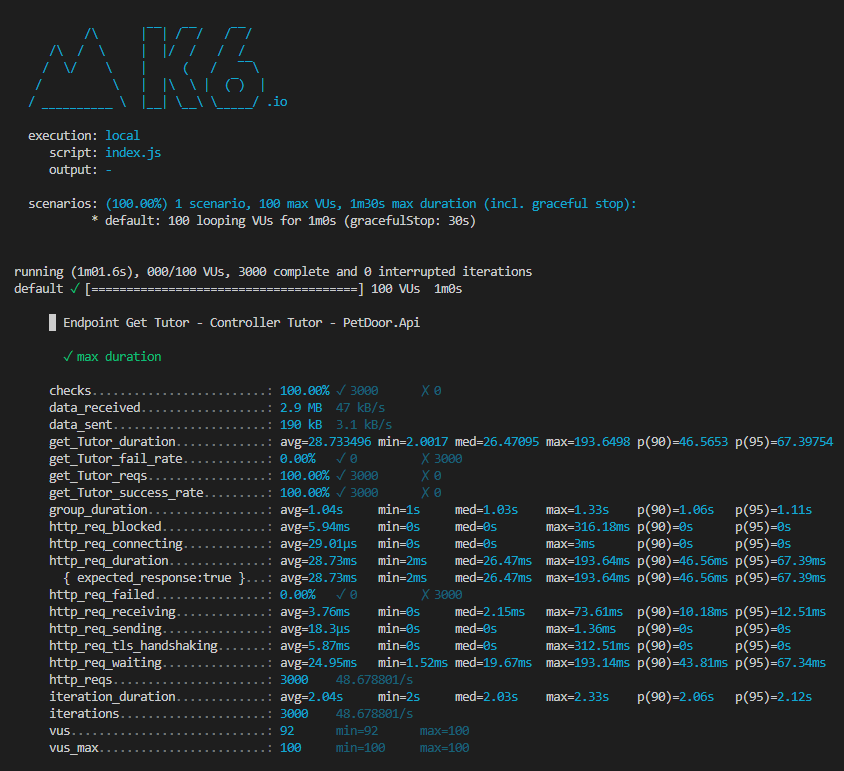 .io
execution: local
script: index.js
output: -
scenarios: (100.00%) 1 scenario, 100 max VUs, 1m30s max duration (incl. graceful stop):
* default: 100 looping VUs for 1m0s (gracefulStop: 30s)
running (1m01.6s), 000/100 VUs, 3000 complete and 0 interrupted iterations
default ✓ [======================================] 100 VUs  1m0s
█ Endpoint Get Tutor - Controller Tutor - PetDoor.Api
✓ max duration
checks.........................: 100.00% ✓ 3000      ✗ 0
data_received..................: 2.9 MB  47 kB/s
data_sent......................: 190 kB  3.1 kB/s
get_Tutor_duration.............: avg=28.733496 min=2.0017 med=26.47095 max=193.6498 p(90)=46.5653 p(95)=67.39754
get_Tutor_fail_rate............: 0.00%   ✓ 0         ✗ 3000
get_Tutor_reqs.................: 100.00% ✓ 3000      ✗ 0
get_Tutor_success_rate.........: 100.00% ✓ 3000      ✗ 0
group_duration.................: avg=1.04s     min=1s     med=1.03s    max=1.33s    p(90)=1.06s   p(95)=1.11s
http_req_blocked...............: avg=5.94ms    min=0s     med=0s       max=316.18ms p(90)=0s      p(95)=0s
http_req_connecting............: avg=29.01µs   min=0s     med=0s       max=3ms      p(90)=0s      p(95)=0s
http_req_duration..............: avg=28.73ms   min=2ms    med=26.47ms  max=193.64ms p(90)=46.56ms p(95)=67.39ms
{ expected_response:true }...: avg=28.73ms   min=2ms    med=26.47ms  max=193.64ms p(90)=46.56ms p(95)=67.39ms
http_req_failed................: 0.00%   ✓ 0         ✗ 3000
http_req_receiving.............: avg=3.76ms    min=0s     med=2.15ms   max=73.61ms  p(90)=10.18ms p(95)=12.51ms
http_req_sending...............: avg=18.3µs    min=0s     med=0s       max=1.36ms   p(90)=0s      p(95)=0s
http_req_tls_handshaking.......: avg=5.87ms    min=0s     med=0s       max=312.51ms p(90)=0s      p(95)=0s
http_req_waiting...............: avg=24.95ms   min=1.52ms med=19.67ms  max=193.14ms p(90)=43.81ms p(95)=67.34ms
http_reqs......................: 3000    48.678801/s
iteration_duration.............: avg=2.04s     min=2s     med=2.03s    max=2.33s    p(90)=2.06s   p(95)=2.12s
iterations.....................: 3000    48.678801/s
vus............................: 92      min=92      max=100
vus_max........................: 100     min=100     max=100